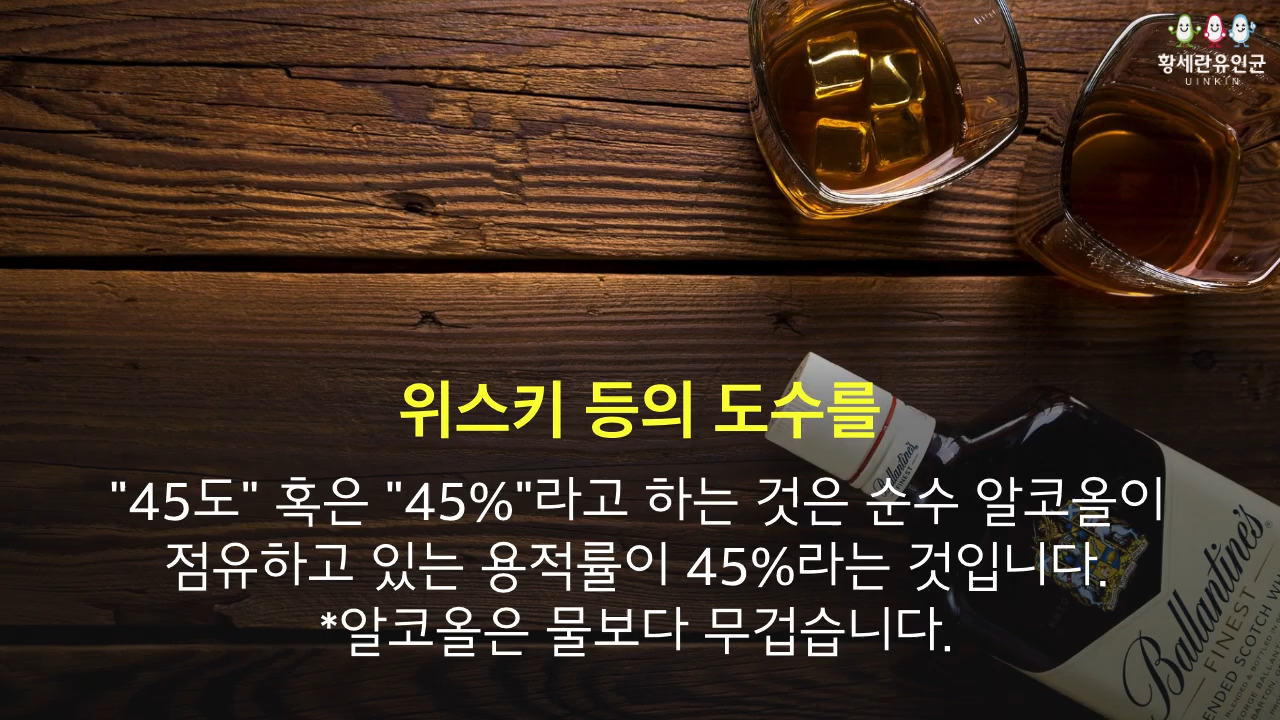 황세란유인균
UINKIN
위스키 등의 도수를
"45도" 혹은 "45%"라고 하는 것은 순수 알코올이
점유하고 있는 용적률이 45%라는 것입니다.
*알코올은 물보다 무겁습니다.
Ballantine's
FINEST
Ballantine's
FINEST
ENDED SCOTCH W